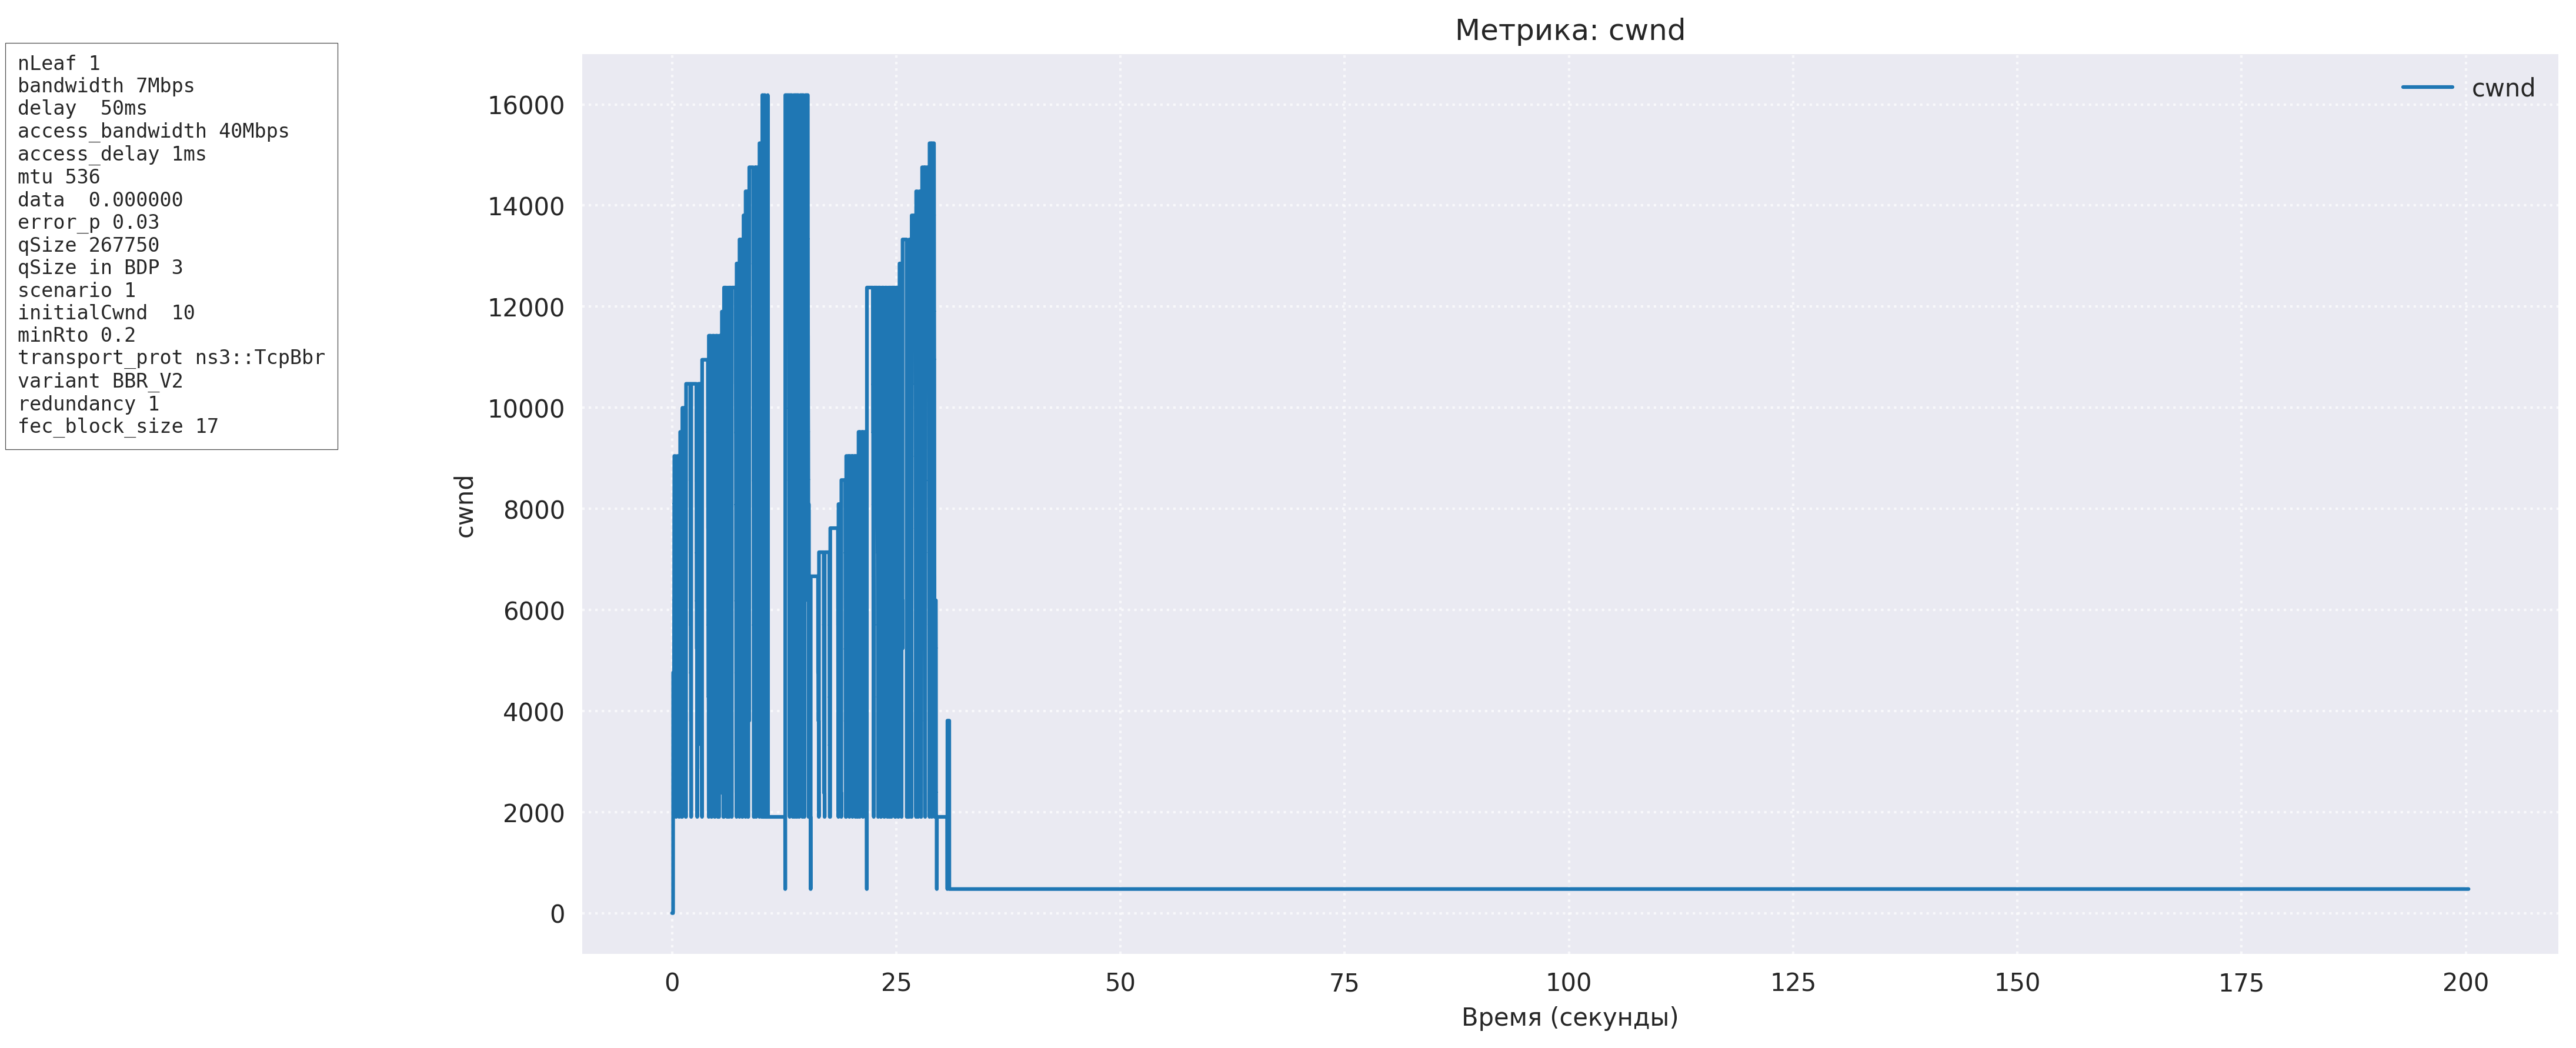 Метрика: cwnd
nLeaf 1
bandwidth 7Mbps
delay  50ms
access_bandwidth 40Mbps
access_delay 1ms
mtu 536
data  0.000000
error_p 0.03
qSize 267750
qSize in BDP 3
scenario 1
initialCwnd  10
minRto 0.2
transport_prot ns3::TcpBbr
variant BBR_V2
redundancy 1
fec_block_size 17
cwnd
16000
14000
12000
10000
8000
6000
4000
2000
0
cwnd
0 25 50 75 100 125 150 175 200
Время (секунды)